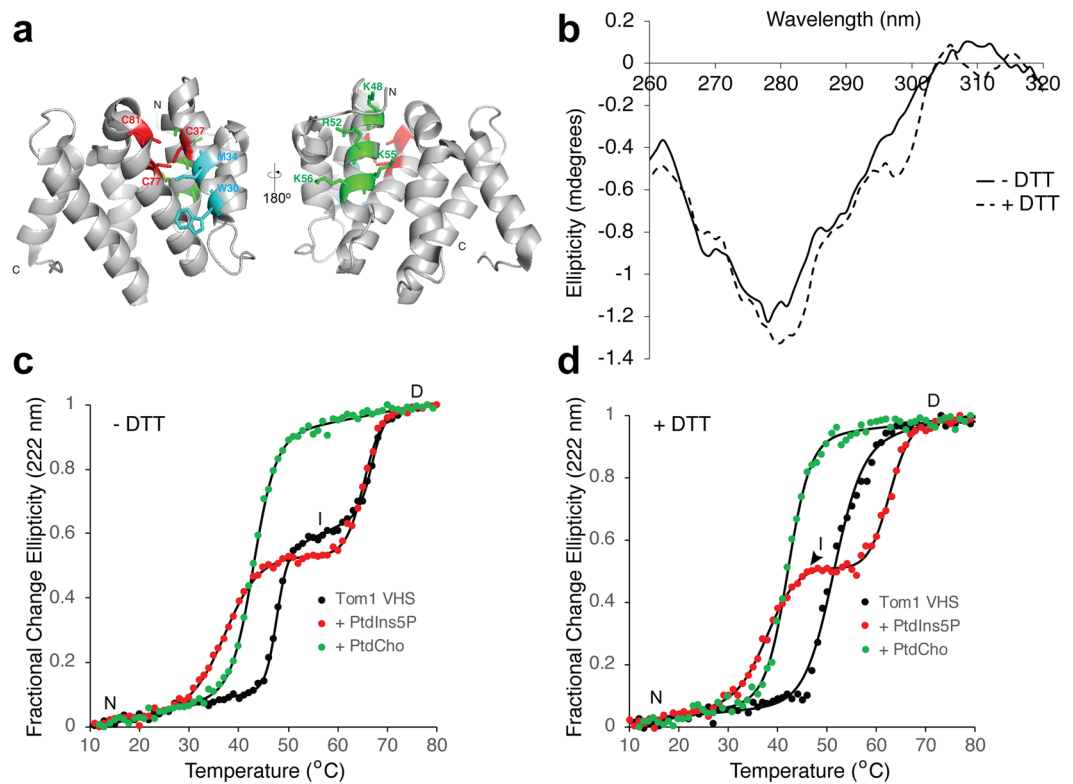 a
N
C81
C37
M34
C77
W30
C
180º
K48
N
R52
K55
K56
C
b
Wavelength (nm)
Ellipticity (mdegrees)
0.2
0
-0.2
-0.4
-0.6
-0.8
-1
-1.2
-1.4
260 270 280 290 300 310 320
- DTT
+ DTT
c
Fractional Change Ellipticity (222 nm)
1
0.8
0.6
0.4
0.2
0
- DTT
D
I
N
Tom1 VHS
+ PtdIns5P
+ PtdCho
10 20 30 40 50 60 70 80
Temperature (°C)
d
Fractional Change Ellipticity (222 nm)
1
0.8
0.6
0.4
0.2
0
+ DTT
D
I
N
Tom1 VHS
+ PtdIns5P
+ PtdCho
10 20 30 40 50 60 70 80
Temperature (°C)